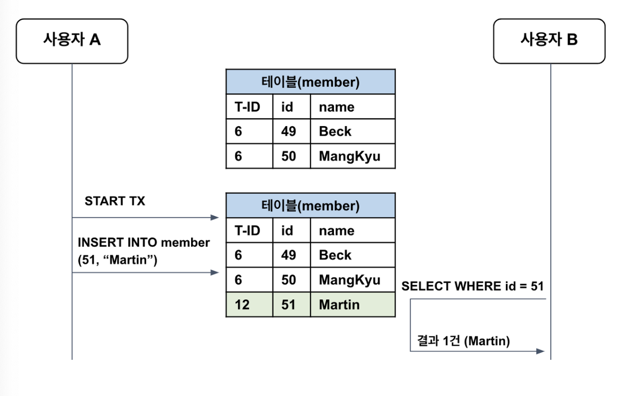 사용자 A
사용자 B
테이블(member)
T-ID id name
6 49 Beck
6 50 MangKyu
START TX
테이블(member)
T-ID id name
INSERT INTO member
(51, “Martin”)
6 49 Beck
6 50 MangKyu
12 51 Martin
SELECT WHERE id = 51
결과 1건 (Martin)